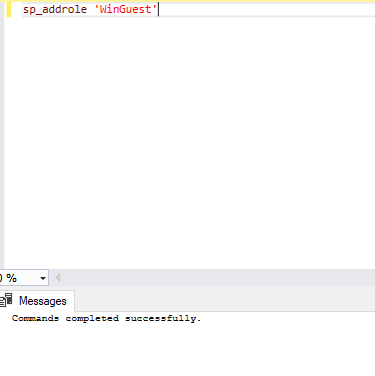 sp_addrole 'WinGuest'
0 %
Messages
Commands completed successfully.